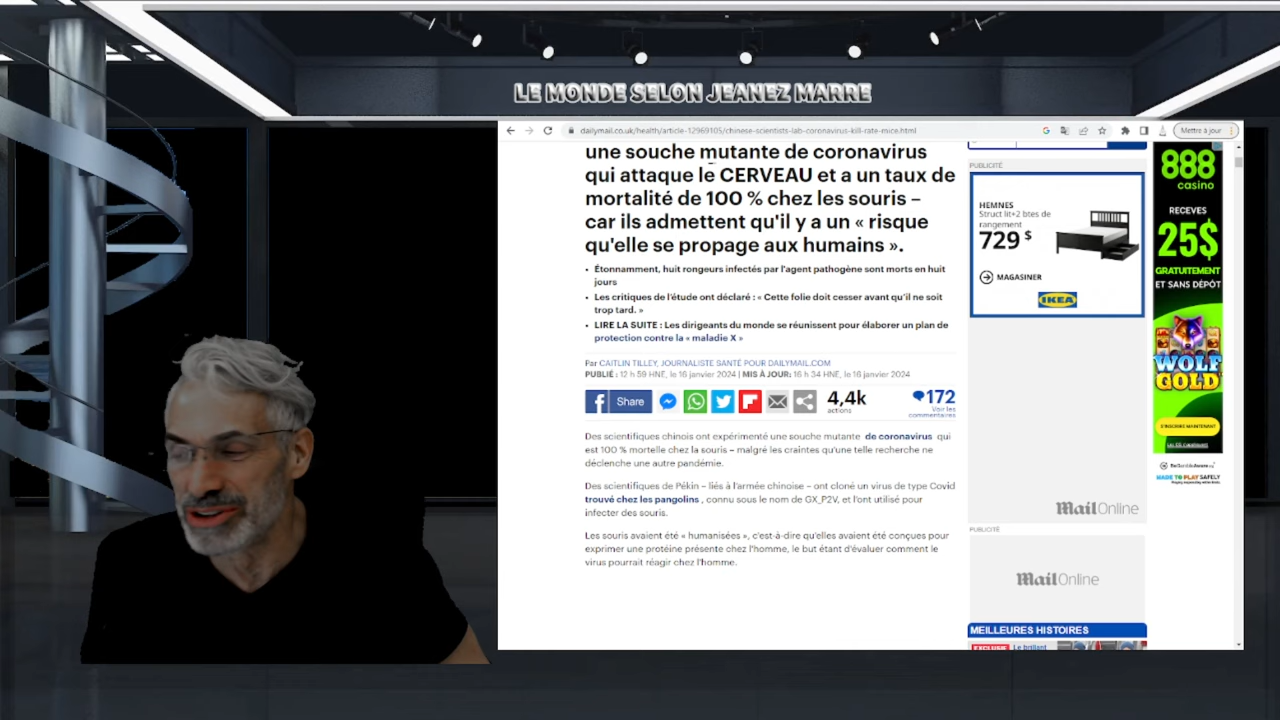 LE MONDE SELON JEANEZ MARRE
dailymail.co.uk/health/article-12969105/chinese-scientists-lab-coronavirus-kill-rate-mice.html
Mettre à jour
une souche mutante de coronavirus
qui attaque le CERVEAU et a un taux de
mortalité de 100 % chez les souris –
car ils admettent qu'il y a un « risque
qu'elle se propage aux humains ».
• Étonnamment, huit rongeurs infectés par l'agent pathogène sont morts en huit
jours
• Les critiques de l'étude ont déclaré : « Cette folie doit cesser avant qu'il ne soit
trop tard. »
• LIRE LA SUITE : Les dirigeants du monde se réunissent pour élaborer un plan de
protection contre la « maladie X »
Par CAITLIN TILLEY, JOURNALISTE SANTÉ POUR DAILYMAIL.COM
PUBLIÉ : 12 h 59 HNE, le 16 janvier 2024 | MIS À JOUR: 16 h 34 HNE, le 16 janvier 2024
Share
4,4k
actions
172
Voir les
commentaires
Des scientifiques chinois ont expérimenté une souche mutante de coronavirus qui
est 100 % mortelle chez la souris – malgré les craintes qu'une telle recherche ne
déclenche une autre pandémie.
Des scientifiques de Pékin – liés à l'armée chinoise – ont cloné un virus de type Covid
trouvé chez les pangolins , connu sous le nom de GX_P2V, et l'ont utilisé pour
infecter des souris.
Les souris avaient été « humanisées », c'est-à-dire qu'elles avaient été conçues pour
exprimer une protéine présente chez l'homme, le but étant d'évaluer comment le
virus pourrait réagir chez l'homme.
PUBLICITÉ
HEMNES
Struct lit+2 btes de
rangement
729 $
MAGASINER
IKEA
MailOnline
PUBLICITÉ
MailOnline
MEILLEURES HISTOIRES
EXCLUSIVE Le brillant
888
casino
RECEVES
25$
GRATUITEMENT
ET SANS DÉPÔT
WOLF
GOLD
S'INSCRIRE MAINTENANT
MADE TO PLAY SAFELY